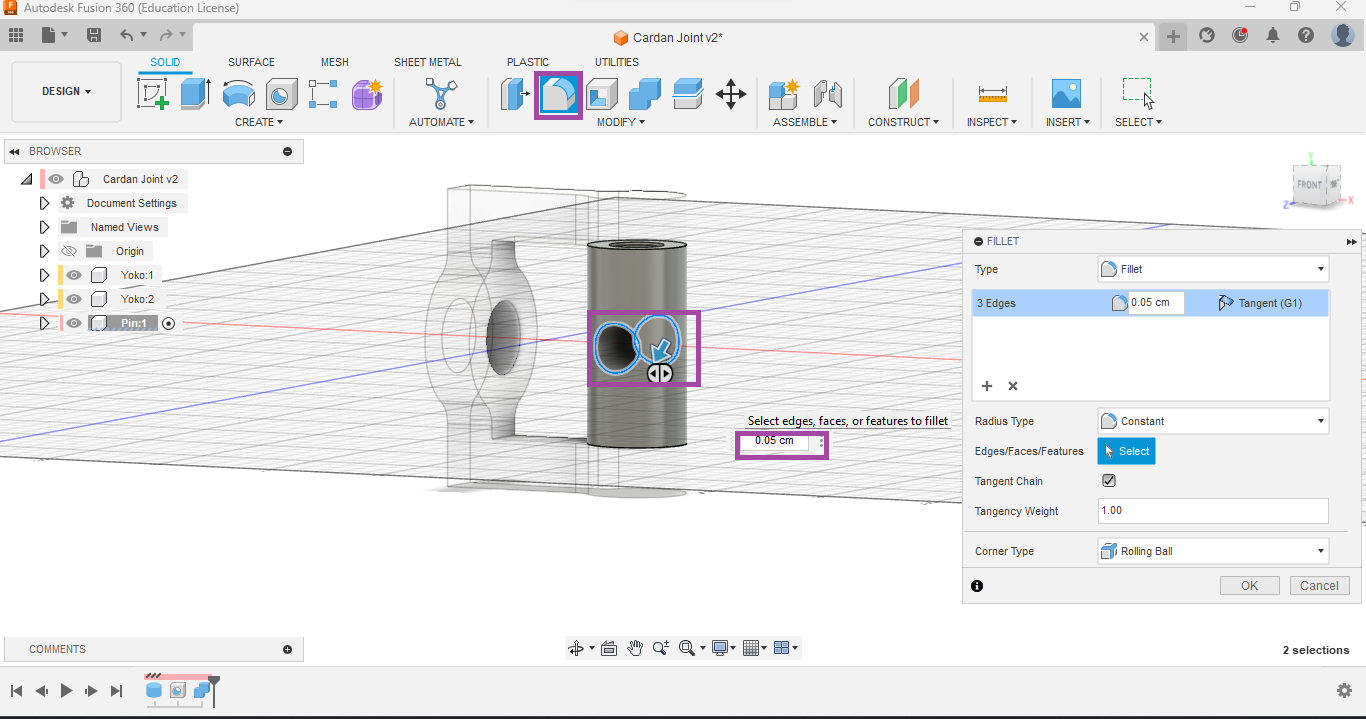 Autodesk Fusion 360 (Education License)
Cardan Joint v2*
SOLID SURFACE MESH SHEET METAL PLASTIC UTILITIES
DESIGN
CREATE AUTOMATE MODIFY ASSEMBLE CONSTRUCT INSPECT INSERT SELECT
BROWSER
Cardan Joint v2
Document Settings
Named Views
Origin
Yoko:1
Yoko:2
Pin:1
Y
FRONT
Z
X
FILLET
Type Fillet
3 Edges 0.05 cm Tangent (G1)
Select edges, faces, or features to fillet
0.05 cm
Radius Type Constant
Edges/Faces/Features Select
Tangent Chain
Tangency Weight 1.00
Corner Type Rolling Ball
OK Cancel
COMMENTS
2 selections